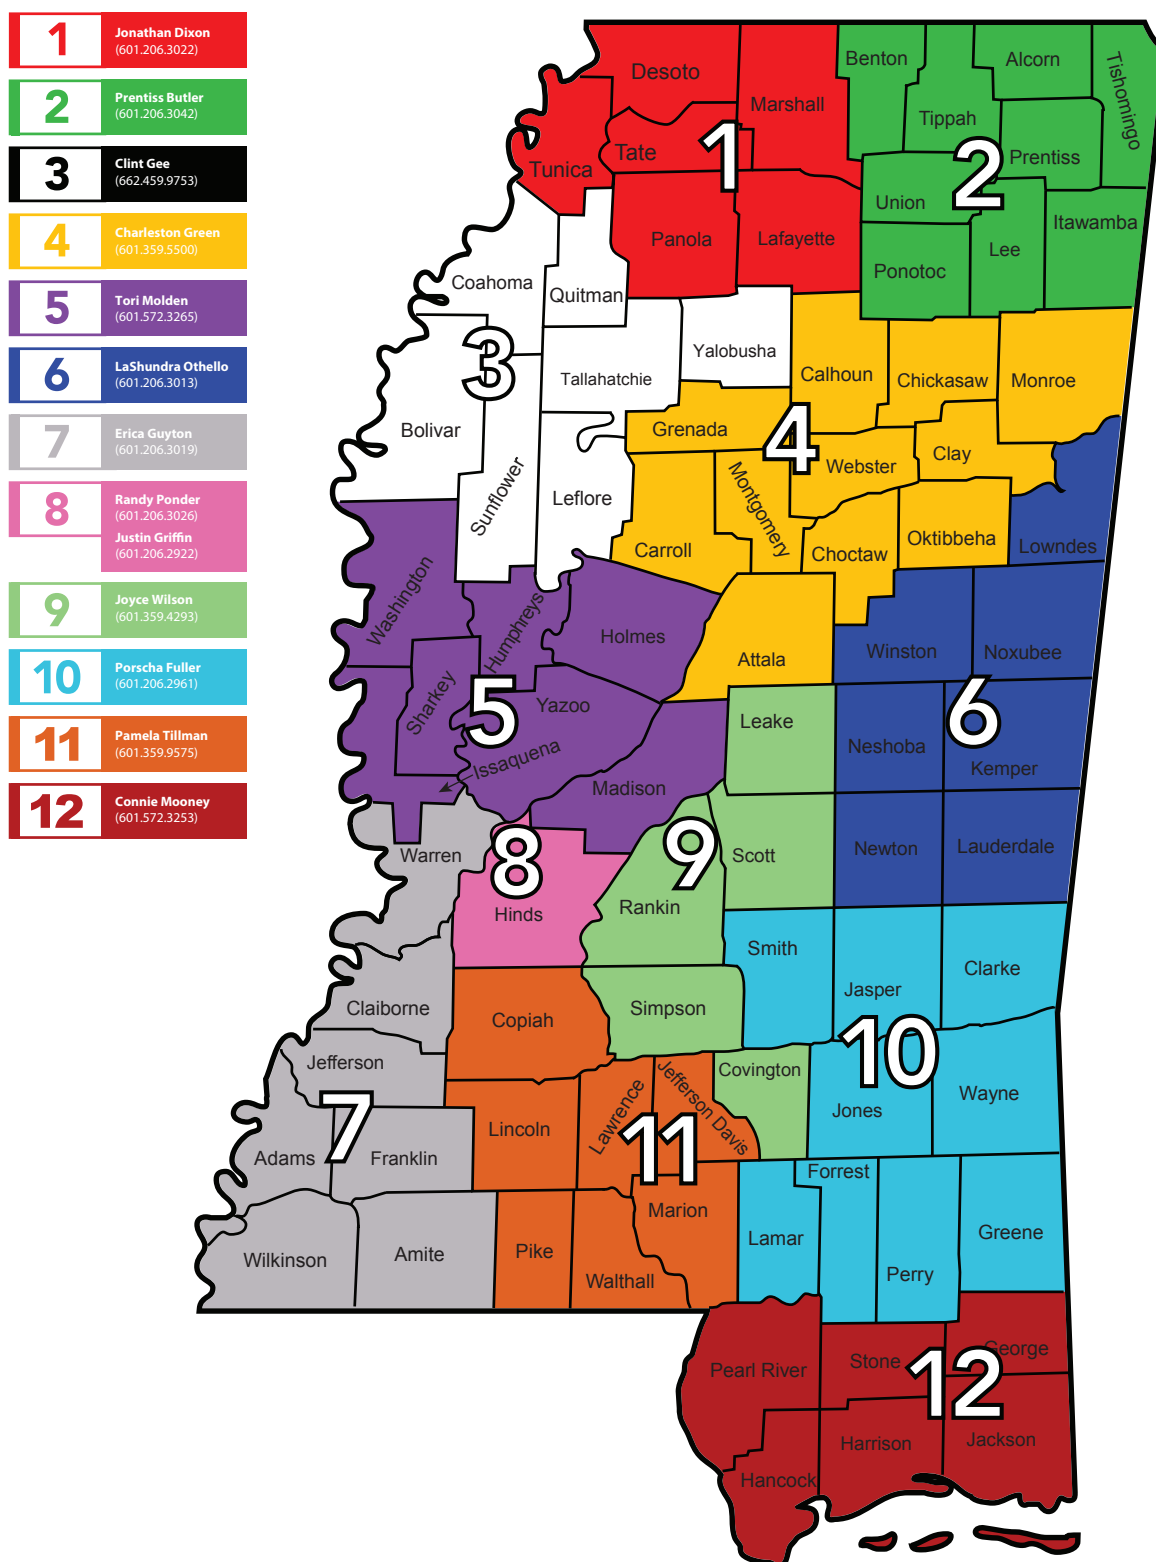 1
Jonathan Dixon
(601.206.3022)
2
Prentiss Butler
(601.206.3042)
3
Clint Gee
(662.459.9753)
4
Charleston Green
(601.359.5500)
5
Tori Molden
(601.572.3265)
6
LaShundra Othello
(601.206.3013)
7
Erica Guyton
(601.206.3019)
8
Randy Ponder
(601.206.3026)
Justin Griffin
(601.206.2922)
9
Joyce Wilson
(601.359.4293)
10
Porscha Fuller
(601.206.2961)
11
Pamela Tillman
(601.359.9575)
12
Connie Mooney
(601.572.3253)
Desoto
Marshall
Benton
Alcorn
Tishomingo
Tippah
Tunica
Tate
1
Prentiss
2
Union
Itawamba
Panola
Lafayette
Lee
Ponotoc
Coahoma
Quitman
3
Yalobusha
Tallahatchie
Calhoun
Chickasaw
Monroe
Bolivar
Grenada
4
Webster
Clay
Sunflower
Leflore
Montgomery
Carroll
Choctaw
Oktibbeha
Lowndes
Washington
Humphreys
Holmes
Attala
Winston
Noxubee
Sharkey
5
Yazoo
Leake
6
Neshoba
Kemper
Issaquena
Madison
Warren
8
9
Scott
Newton
Lauderdale
Hinds
Rankin
Smith
Clarke
Jasper
Claiborne
Copiah
Simpson
10
Jefferson
Covington
Wayne
Jones
7
Lawrence
Jefferson Davis
Lincoln
11
Adams
Franklin
Forrest
Marion
Lamar
Greene
Wilkinson
Amite
Pike
Walthall
Perry
Pearl River
Stone
George
12
Harrison
Jackson
Hancock